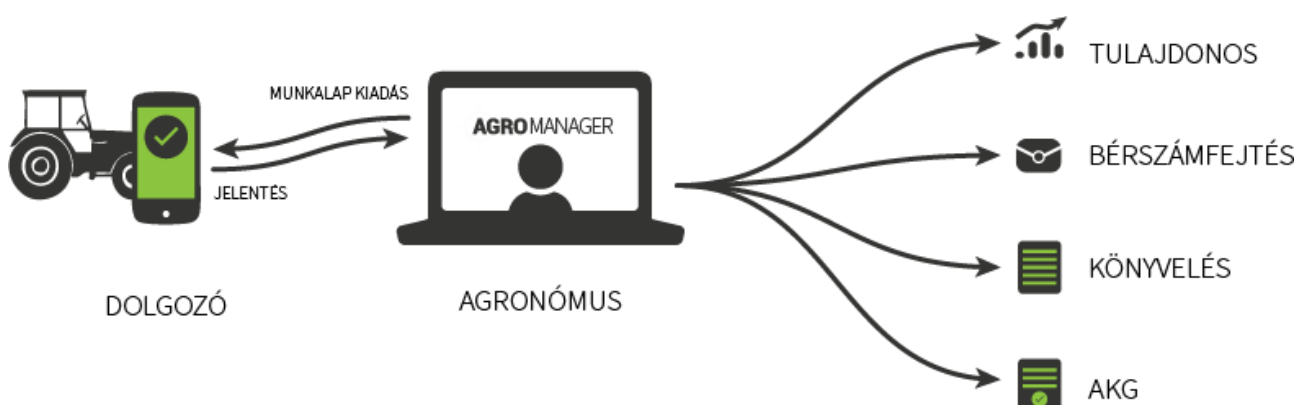 MUNKALAP KIADÁS
JELENTÉS
DOLGOZÓ
AGROMANAGER
AGRONÓMUS
TULAJDONOS
BÉRSZÁMFEJTÉS
KÖNYVELÉS
AKG